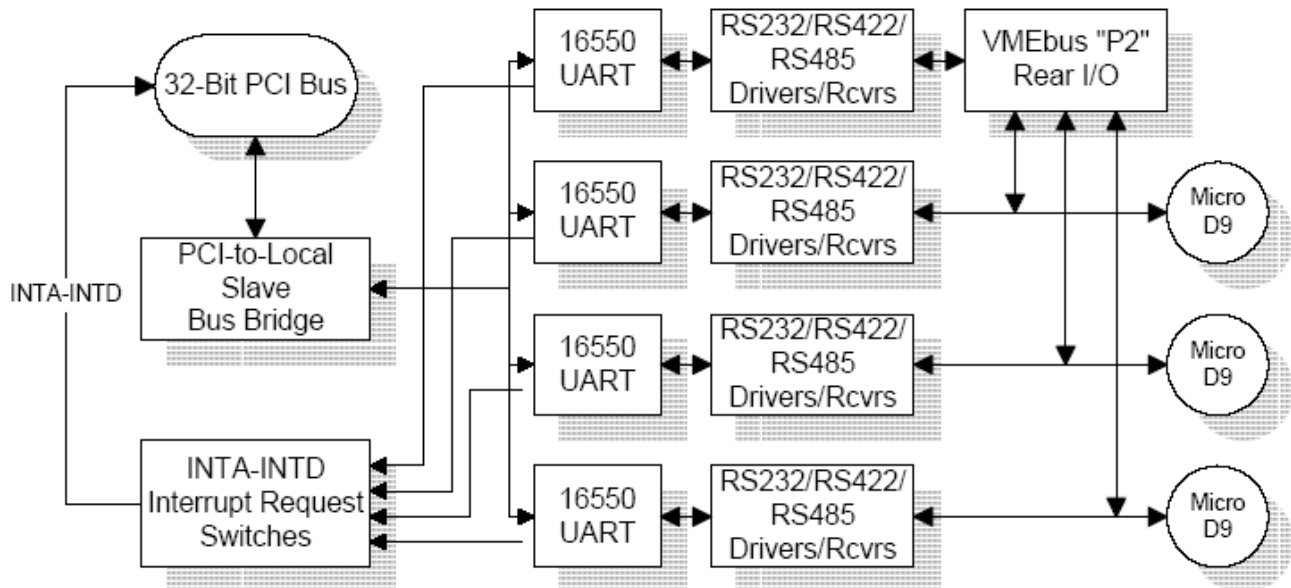 16550
UART
RS232/RS422/
RS485
Drivers/Rcvrs
VMEbus "P2"
Rear I/O
32-Bit PCI Bus
16550
UART
RS232/RS422/
RS485
Drivers/Rcvrs
Micro
D9
PCI-to-Local
Slave
Bus Bridge
INTA-INTD
16550
UART
RS232/RS422/
RS485
Drivers/Rcvrs
Micro
D9
INTA-INTD
Interrupt Request
Switches
16550
UART
RS232/RS422/
RS485
Drivers/Rcvrs
Micro
D9